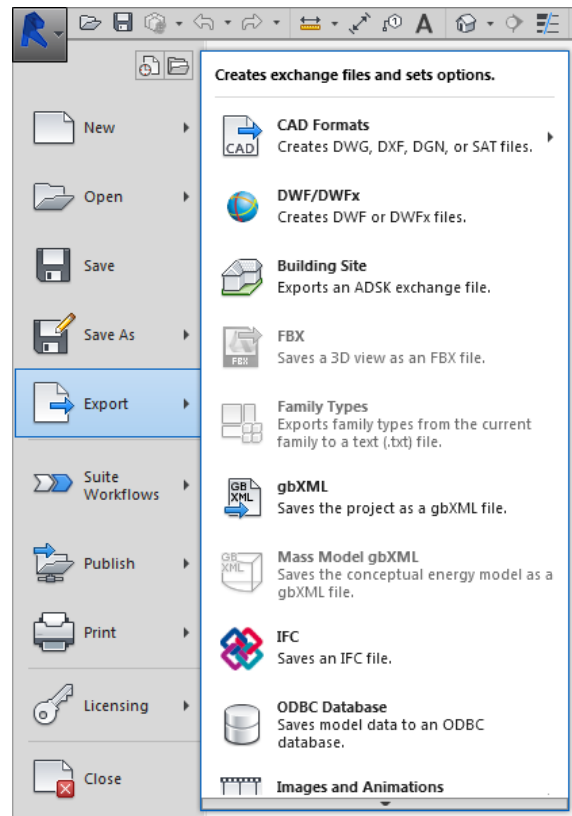 A
Creates exchange files and sets options.
New
Open
Save
Save As
Export
Suite
Workflows
Publish
Print
Licensing
Close
CAD
CAD Formats
Creates DWG, DXF, DGN, or SAT files.
DWF/DWFx
Creates DWF or DWFx files.
Building Site
Exports an ADSK exchange file.
FBX
FBX
Saves a 3D view as an FBX file.
Family Types
Exports family types from the current
family to a text (.txt) file.
GB
XML
gbXML
Saves the project as a gbXML file.
GB
XML
Mass Model gbXML
Saves the conceptual energy model as a
gbXML file.
IFC
Saves an IFC file.
ODBC Database
Saves model data to an ODBC
database.
Images and Animations